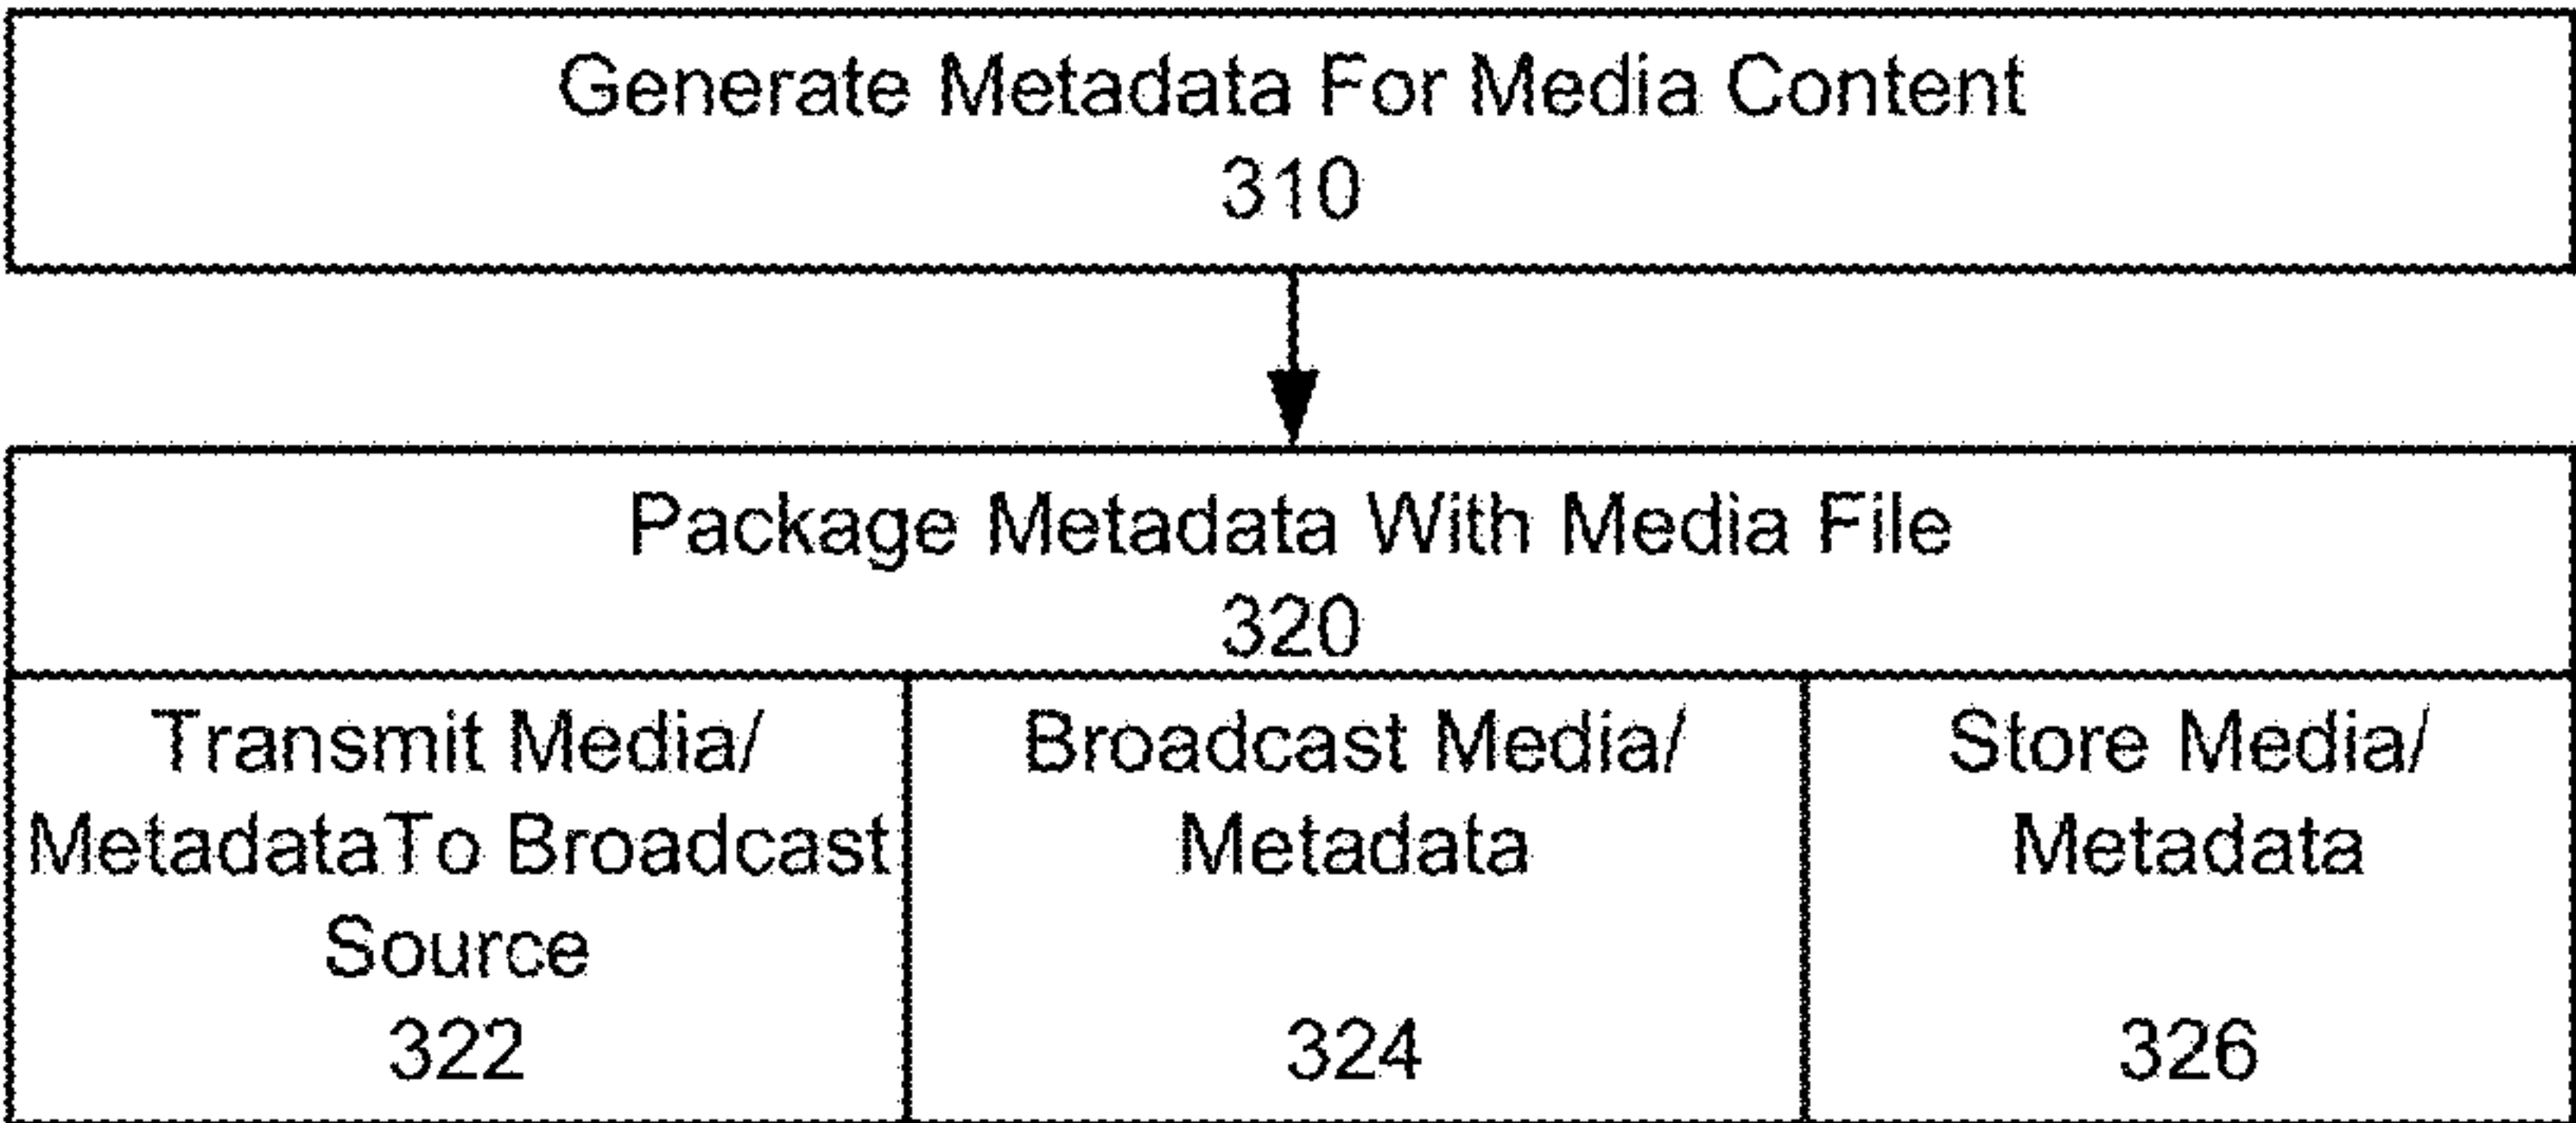 Generate Metadata For Media Content
310
Package Metadata With Media File
320
Transmit Media/
MetadataTo Broadcast
Source
322
Broadcast Media/
Metadata
324
Store Media/
Metadata
326